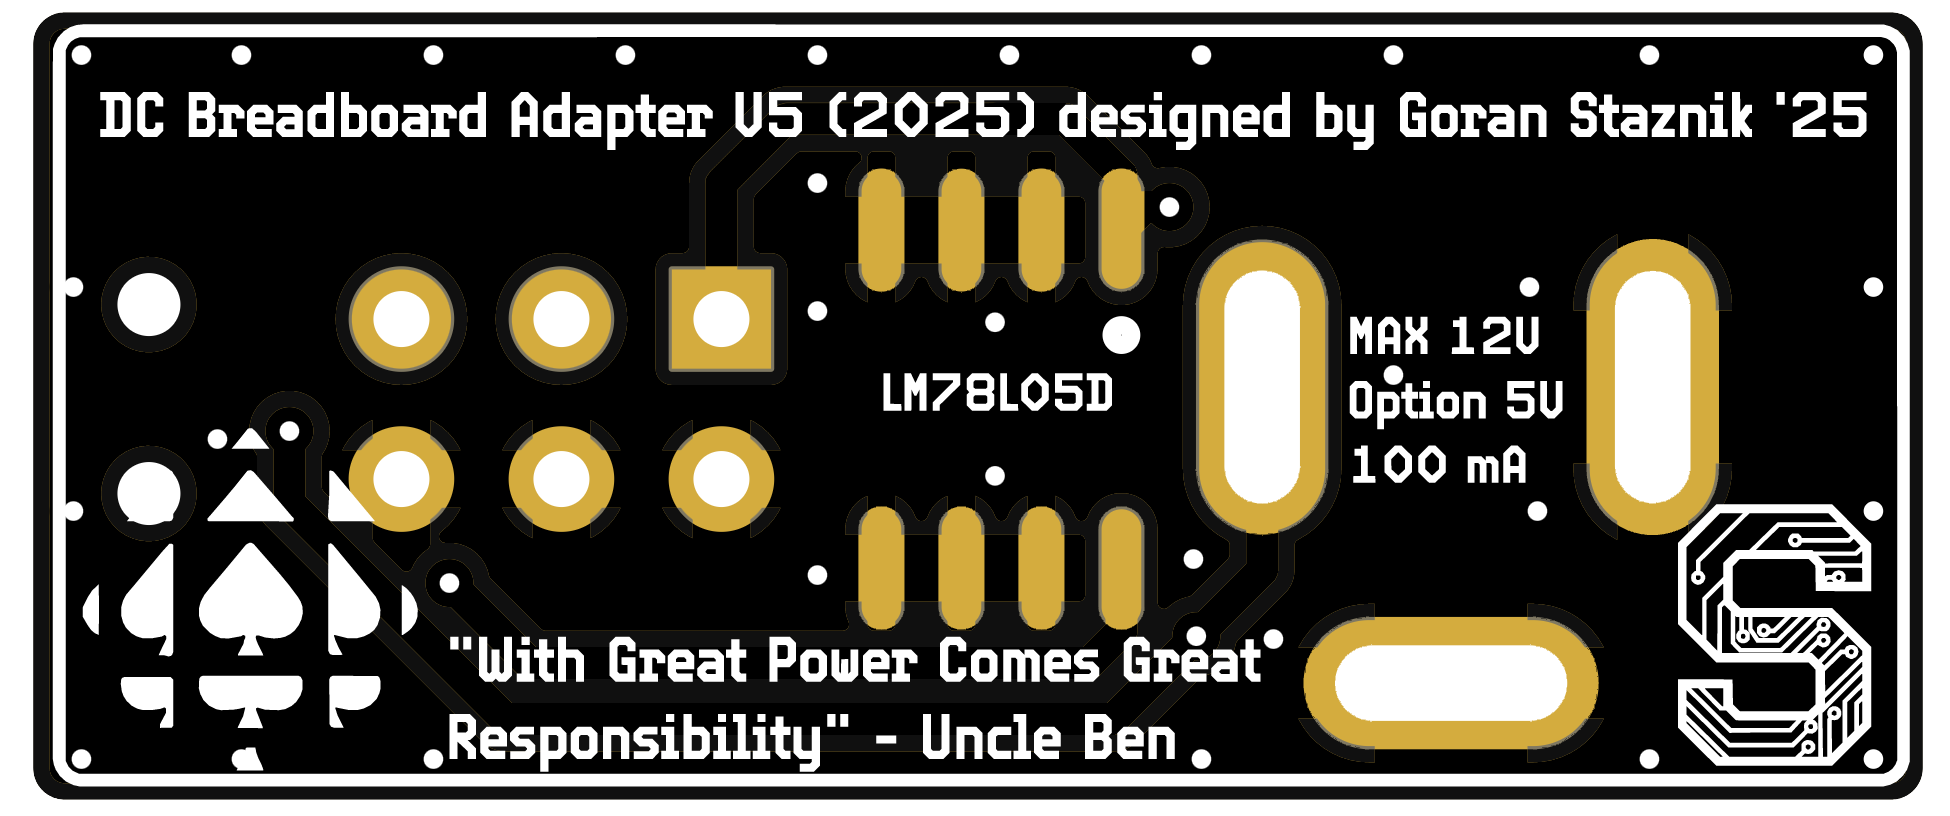 DC Breadboard Adapter V5 (2025) designed by Goran Staznik '25
MAX 12V
Option 5V
100 mA
LM78L05D
"With Great Power Comes Great
Responsibility" - Uncle Ben
S